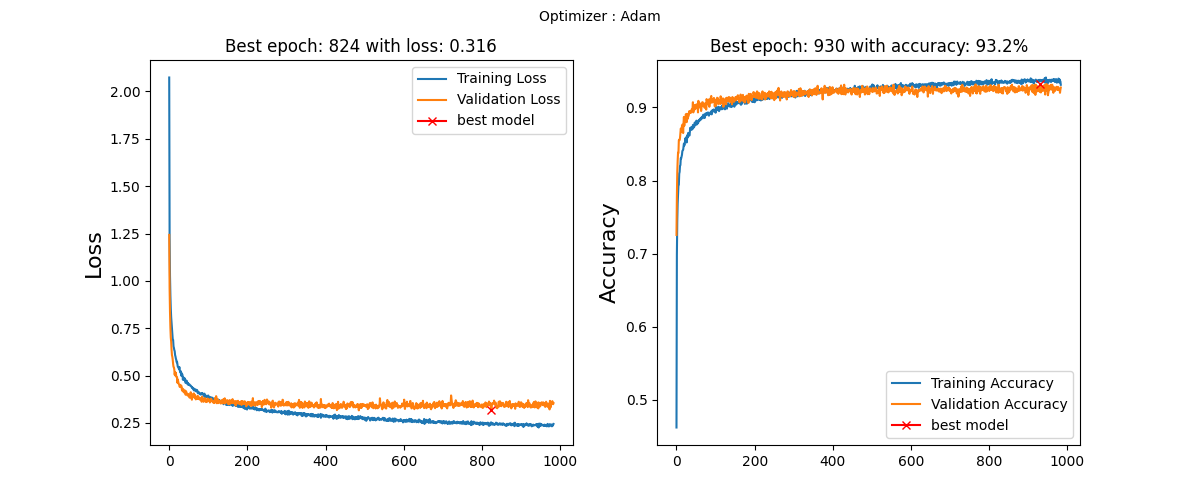 Optimizer : Adam
Best epoch: 824 with loss: 0.316
Training Loss
Validation Loss
best model
Loss
2.00
1.75
1.50
1.25
1.00
0.75
0.50
0.25
0
200
400
600
800
1000
Best epoch: 930 with accuracy: 93.2%
Accuracy
0.9
0.8
0.7
0.6
0.5
Training Accuracy
Validation Accuracy
best model
0
200
400
600
800
1000